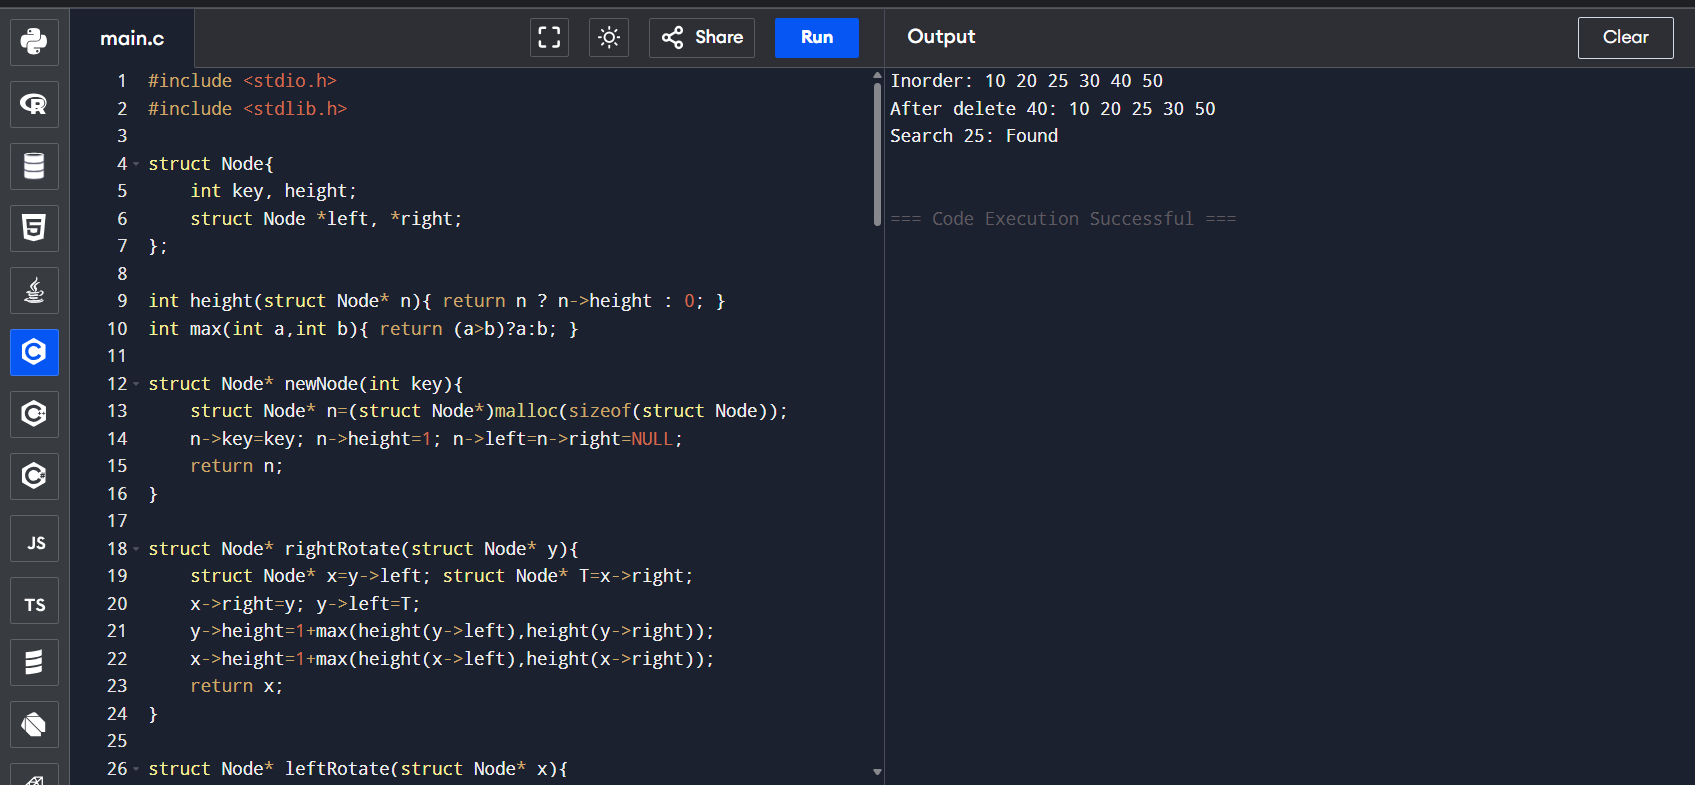 main.c
Share
Run
Output
Clear
1 #include <stdio.h>
2 #include <stdlib.h>
3
4 struct Node{
5     int key, height;
6     struct Node *left, *right;
7 };
8
9 int height(struct Node* n){ return n ? n->height : 0; }
10 int max(int a,int b){ return (a>b)?a:b; }
11
12 struct Node* newNode(int key){
13     struct Node* n=(struct Node*)malloc(sizeof(struct Node));
14     n->key=key; n->height=1; n->left=n->right=NULL;
15     return n;
16 }
17
18 struct Node* rightRotate(struct Node* y){
19     struct Node* x=y->left; struct Node* T=x->right;
20     x->right=y; y->left=T;
21     y->height=1+max(height(y->left),height(y->right));
22     x->height=1+max(height(x->left),height(x->right));
23     return x;
24 }
25
26 struct Node* leftRotate(struct Node* x){
Inorder: 10 20 25 30 40 50
After delete 40: 10 20 25 30 50
Search 25: Found
=== Code Execution Successful ===
R
5
C
C
C
JS
TS